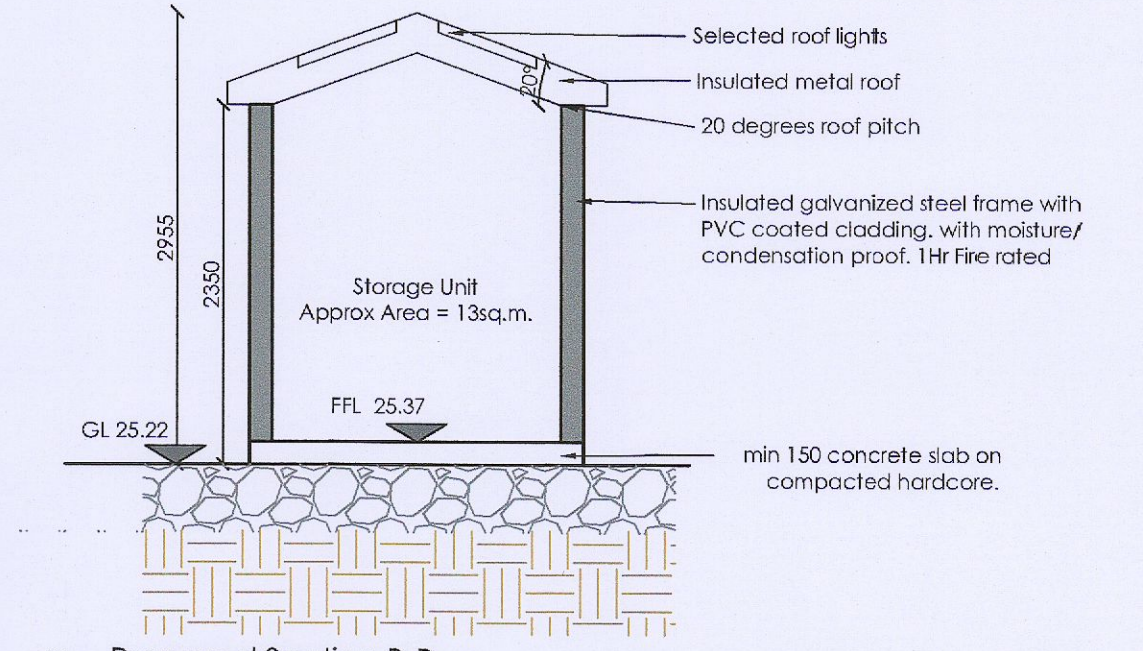 Selected roof lights
20°
Insulated metal roof
20 degrees roof pitch
2955
2350
Insulated galvanized steel frame with
PVC coated cladding. with moisture/
condensation proof. 1Hr Fire rated
Storage Unit
Approx Area = 13sq.m.
FFL 25.37
GL 25.22
min 150 concrete slab on
compacted hardcore.